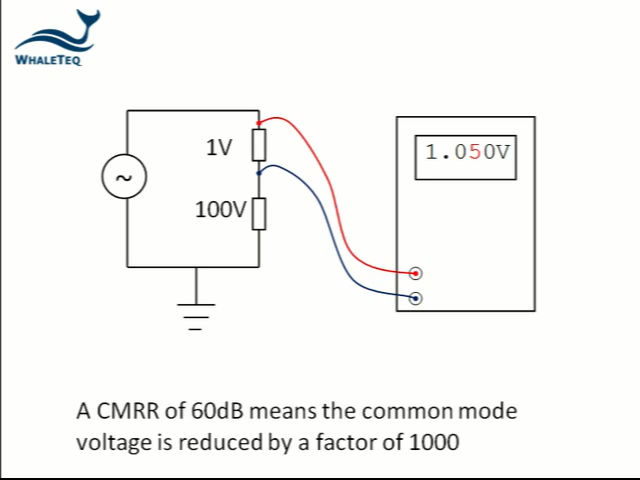 WHALETEQ
1V
1.050V
~
100V
A CMRR of 60dB means the common mode
voltage is reduced by a factor of 1000